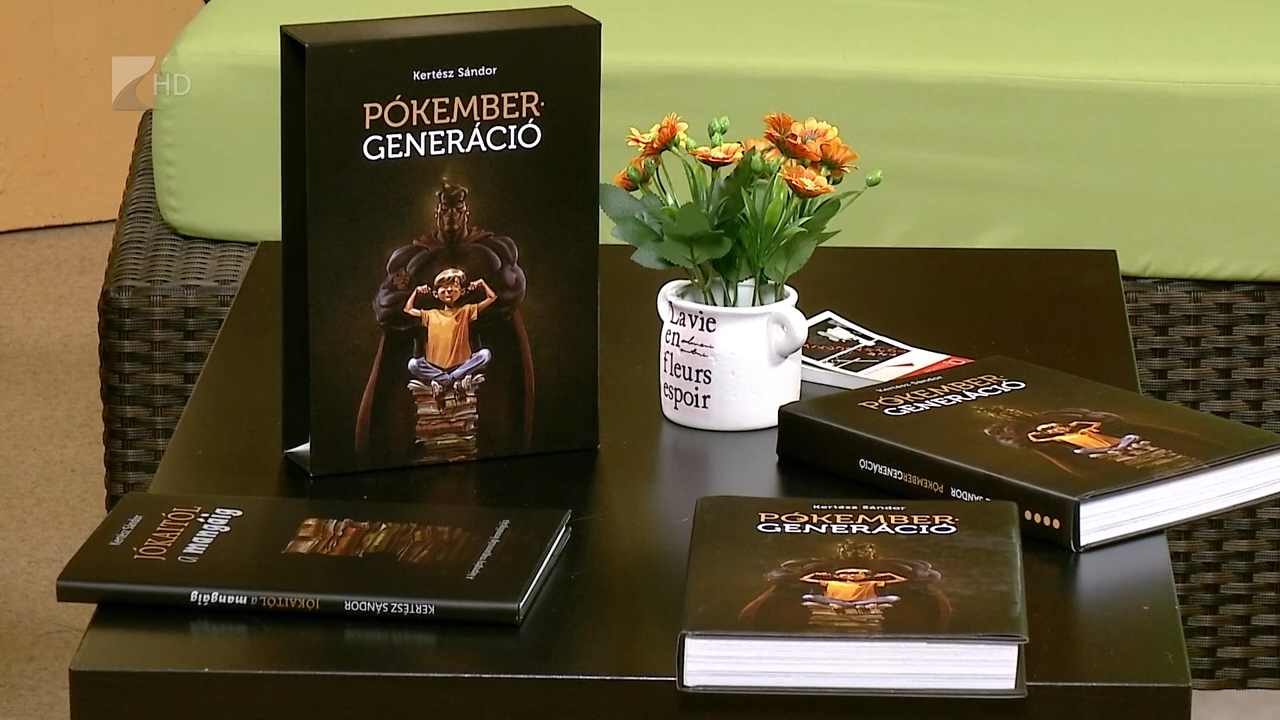 HD
Kertész Sándor
PÓKEMBER-
GENERÁCIÓ
La vie
en
fleurs
espoir
Kertész Sándor
PÓKEMBER-
GENERÁCIÓ
SÁNDOR PÓKEMBERGENERÁCIÓ
Kertész Sándor
JÓKAITÓL
a mangáig
KERTÉSZ SÁNDOR JÓKAITÓL a mangáig
Kertész Sándor
PÓKEMBER-
GENERÁCIÓ